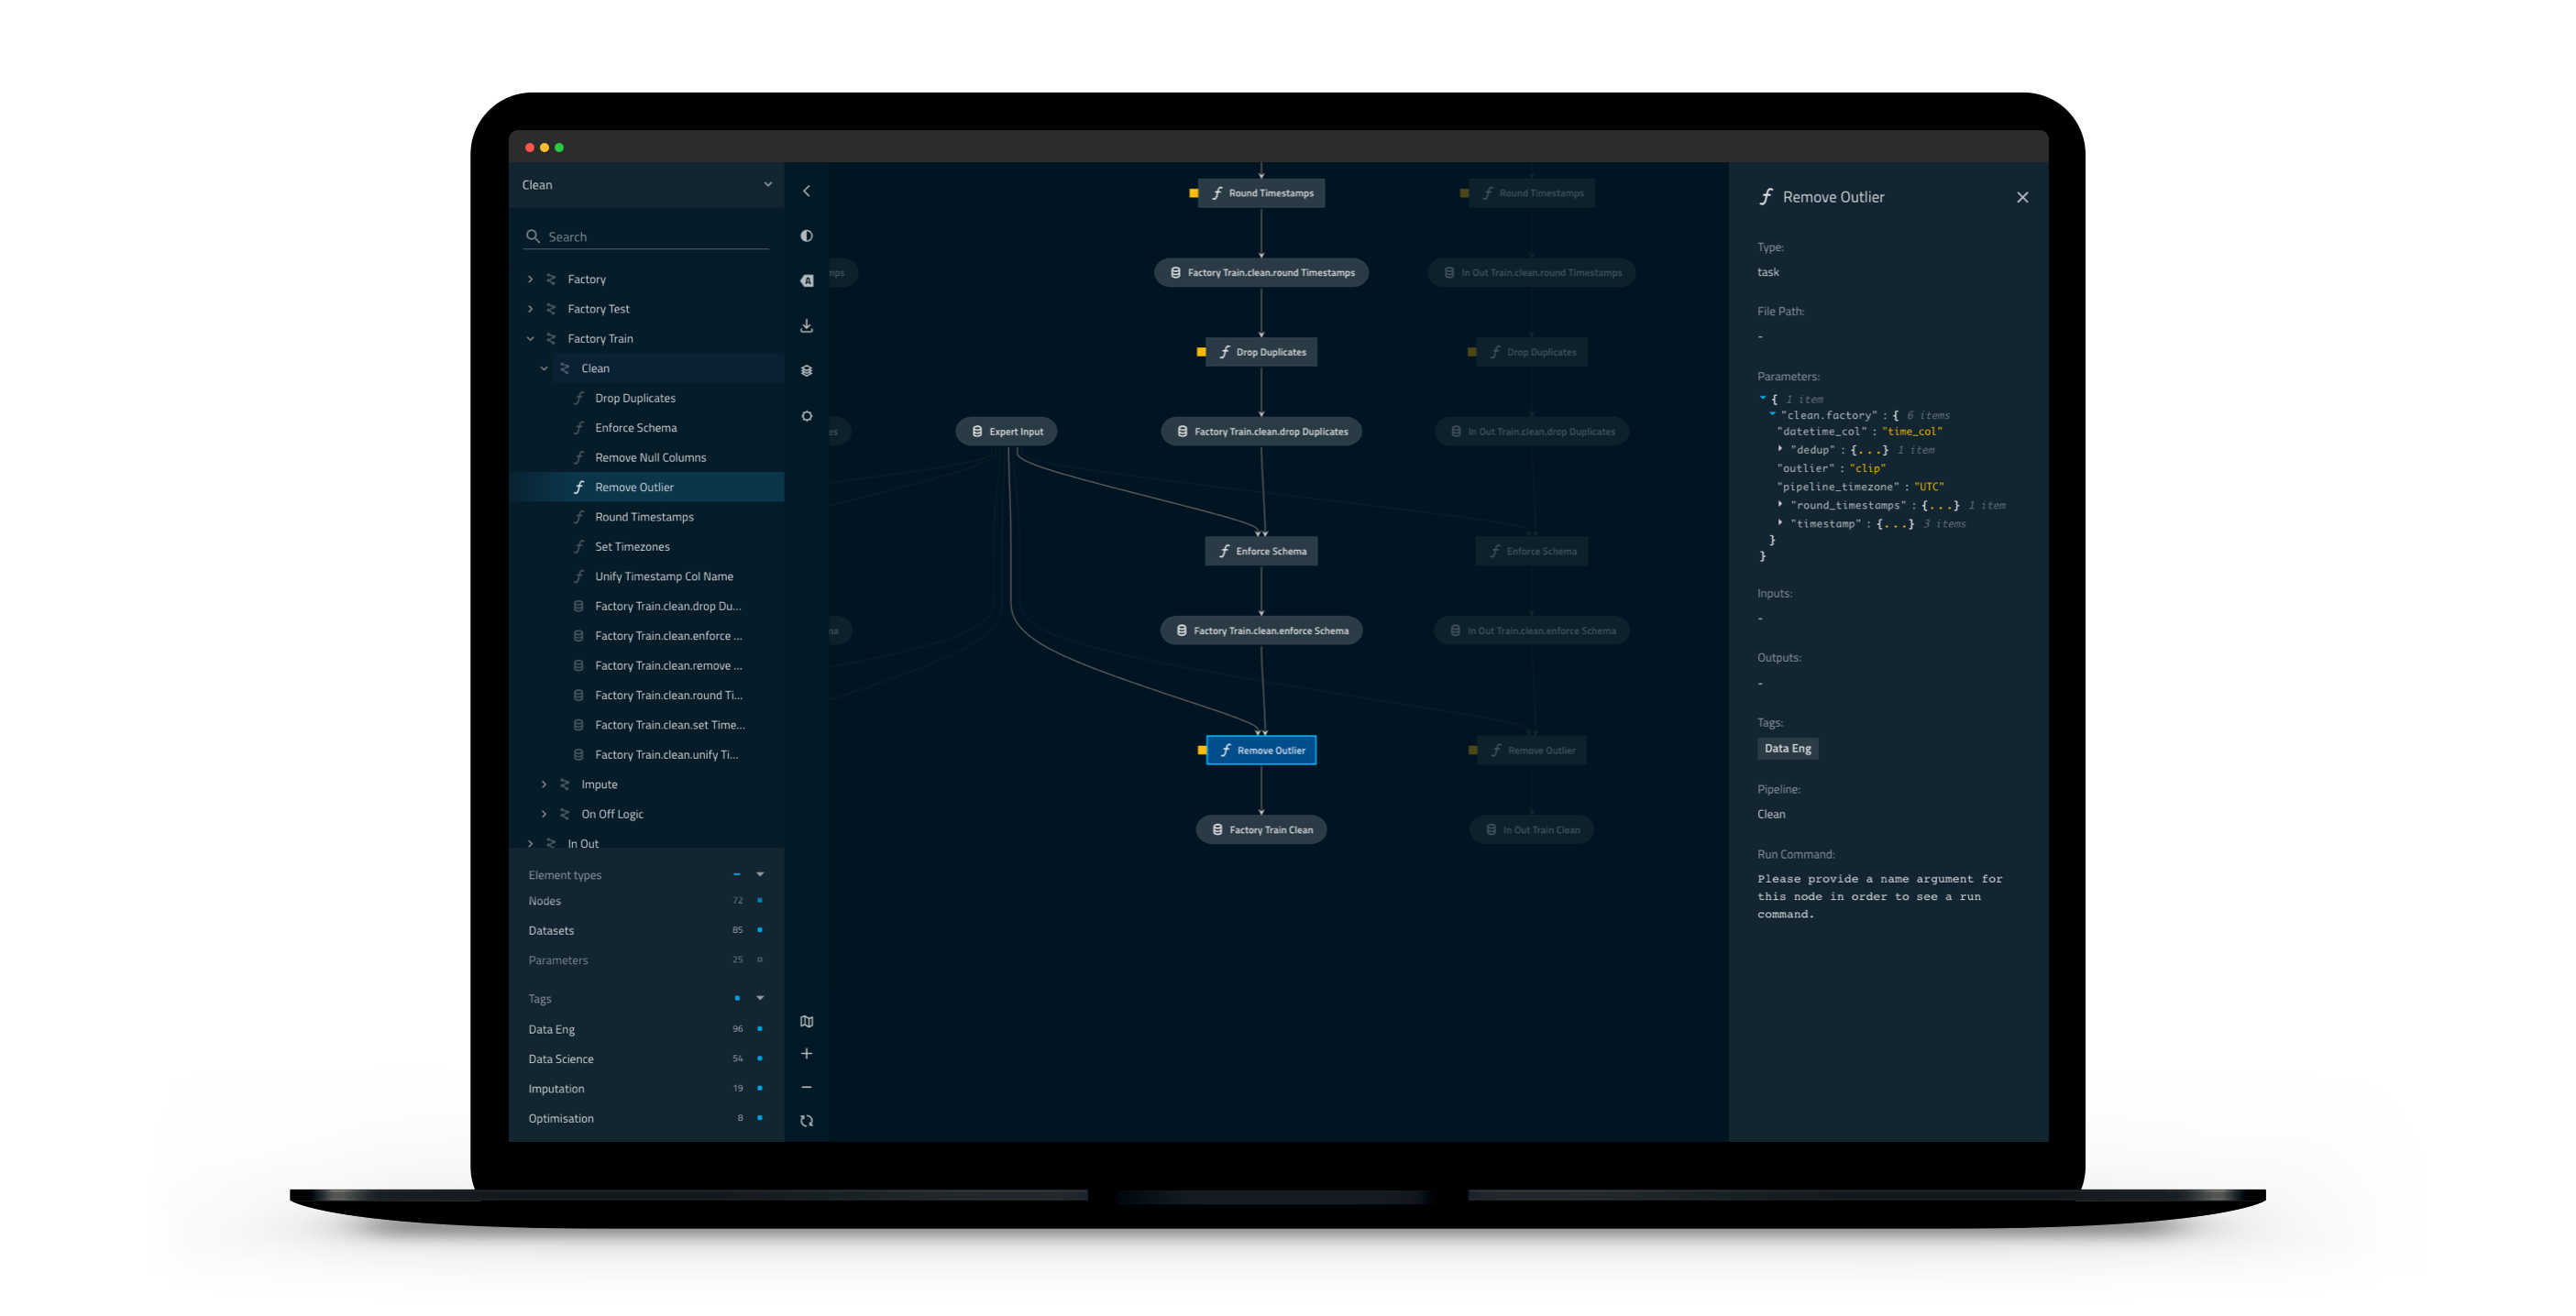 Clean
Search
Factory
Factory Test
Factory Train
Clean
Drop Duplicates
Enforce Schema
Remove Null Columns
Remove Outlier
Round Timestamps
Set Timezones
Unify Timestamp Col Name
Factory Train.clean.drop Du...
Factory Train.clean.enforce ...
Factory Train.clean.remove ...
Factory Train.clean.round Ti...
Factory Train.clean.set Time...
Factory Train.clean.unify Ti...
Impute
On Off Logic
In Out
Element types
Nodes 72
Datasets 85
Parameters 25
Tags
Data Eng 96
Data Science 54
Imputation 19
Optimisation 8
Round Timestamps
Round Timestamps
mps
Factory Train.clean.round Timestamps
In Out Train.clean.round Timestamps
Drop Duplicates
Drop Duplicates
es
Expert Input
Factory Train.clean.drop Duplicates
In Out Train.clean.drop Duplicates
Enforce Schema
Enforce Schema
ma
Factory Train.clean.enforce Schema
In Out Train.clean.enforce Schema
Remove Outlier
Remove Outlier
Factory Train Clean
In Out Train Clean
Remove Outlier
Type:
task
File Path:
-
Parameters:
{ 1 item
"clean.factory" : { 6 items
"datetime_col" : "time_col"
"dedup" : {...} 1 item
"outlier" : "clip"
"pipeline_timezone" : "UTC"
"round_timestamps" : {...} 1 item
"timestamp" : {...} 3 items
}
}
Inputs:
-
Outputs:
-
Tags:
Data Eng
Pipeline:
Clean
Run Command:
Please provide a name argument for
this node in order to see a run
command.